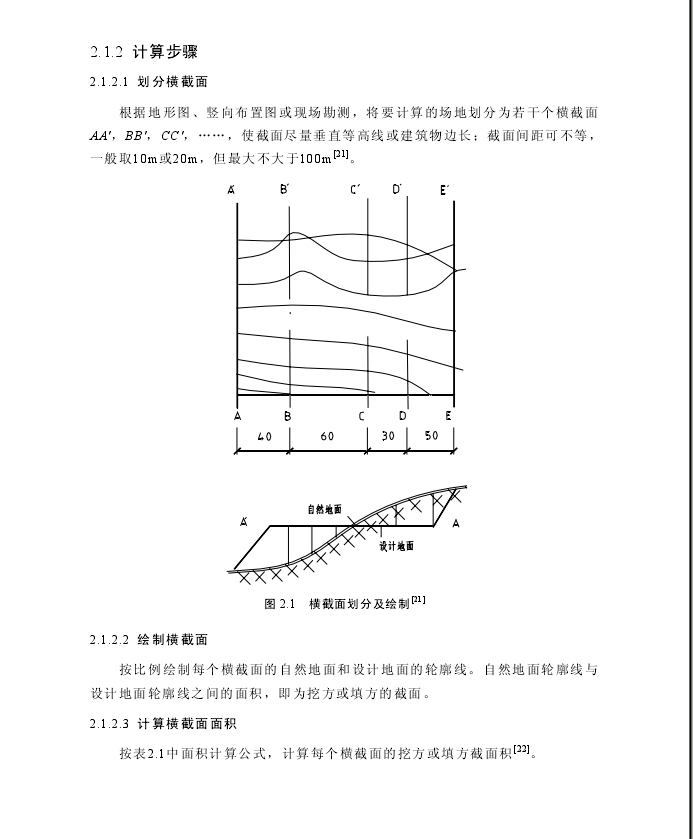 2.1.2 计算步骤
2.1.2.1 划分横截面
根据地形图、竖向布置图或现场勘测，将要计算的场地划分为若干个横截面
AA′，BB′，CC′，……，使截面尽量垂直等高线或建筑物边长；截面间距可不等，
一般取10m或20m，但最大不大于100m[21]。
A′ B′ C′ D′ E′
A B C D E
40 60 30 50
自然地面
A′ A
设计地面
图 2.1 横截面划分及绘制[21]
2.1.2.2 绘制横截面
按比例绘制每个横截面的自然地面和设计地面的轮廓线。自然地面轮廓线与
设计地面轮廓线之间的面积，即为挖方或填方的截面。
2.1.2.3 计算横截面面积
按表2.1中面积计算公式，计算每个横截面的挖方或填方截面积[22]。